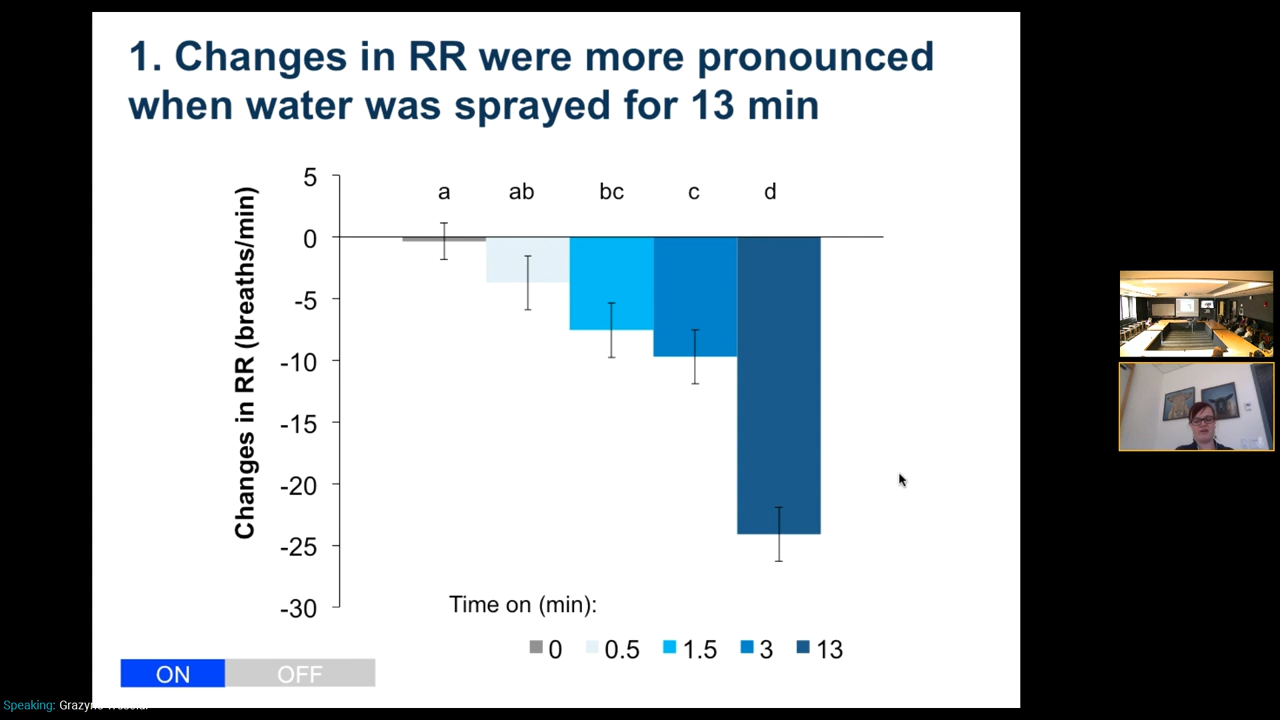 1. Changes in RR were more pronounced
when water was sprayed for 13 min
Changes in RR (breaths/min)
5
0
-5
-10
-15
-20
-25
-30
a ab bc c d
Time on (min):
0 0.5 1.5 3 13
ON OFF
Speaking: